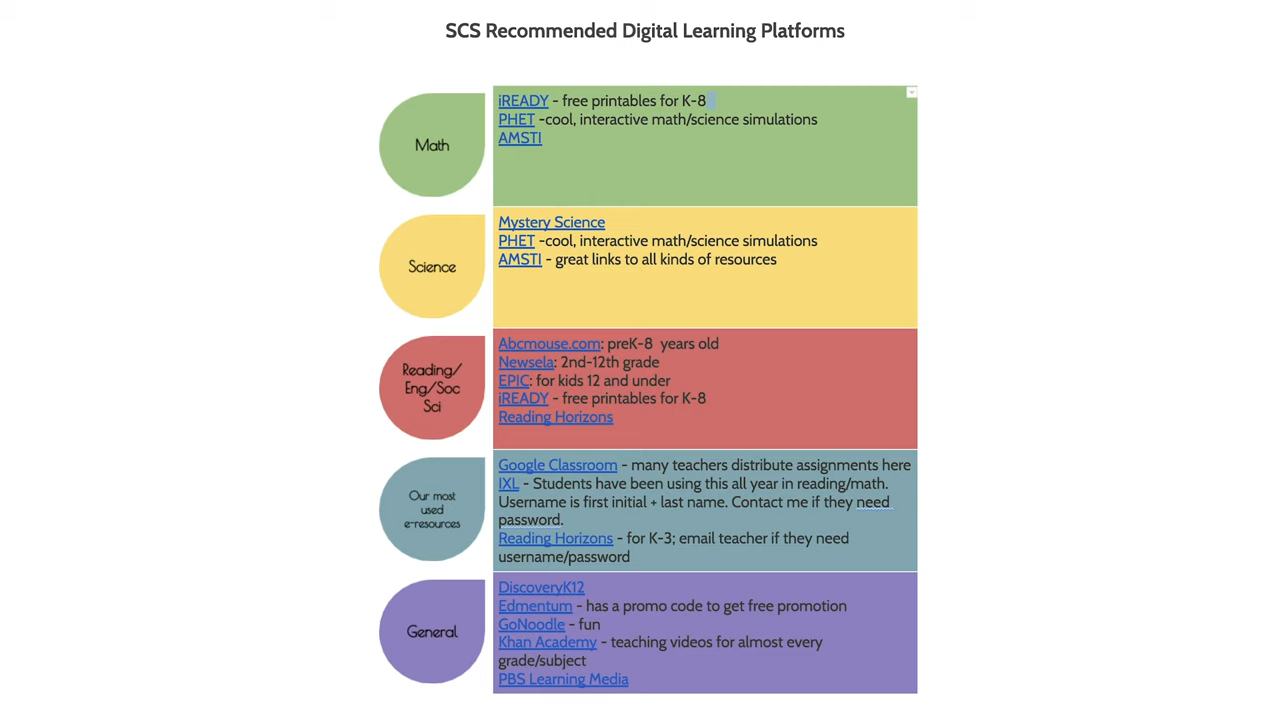 SCS Recommended Digital Learning Platforms
Math
iREADY - free printables for K-8
PHET -cool, interactive math/science simulations
AMSTI
Science
Mystery Science
PHET -cool, interactive math/science simulations
AMSTI - great links to all kinds of resources
Reading/
Eng/Soc
Sci
Abcmouse.com: preK-8 years old
Newsela: 2nd-12th grade
EPIC: for kids 12 and under
iREADY - free printables for K-8
Reading Horizons
Our most
used
e-resources
Google Classroom - many teachers distribute assignments here
IXL - Students have been using this all year in reading/math.
Username is first initial + last name. Contact me if they need
password.
Reading Horizons - for K-3; email teacher if they need
username/password
General
DiscoveryK12
Edmentum - has a promo code to get free promotion
GoNoodle - fun
Khan Academy - teaching videos for almost every
grade/subject
PBS Learning Media